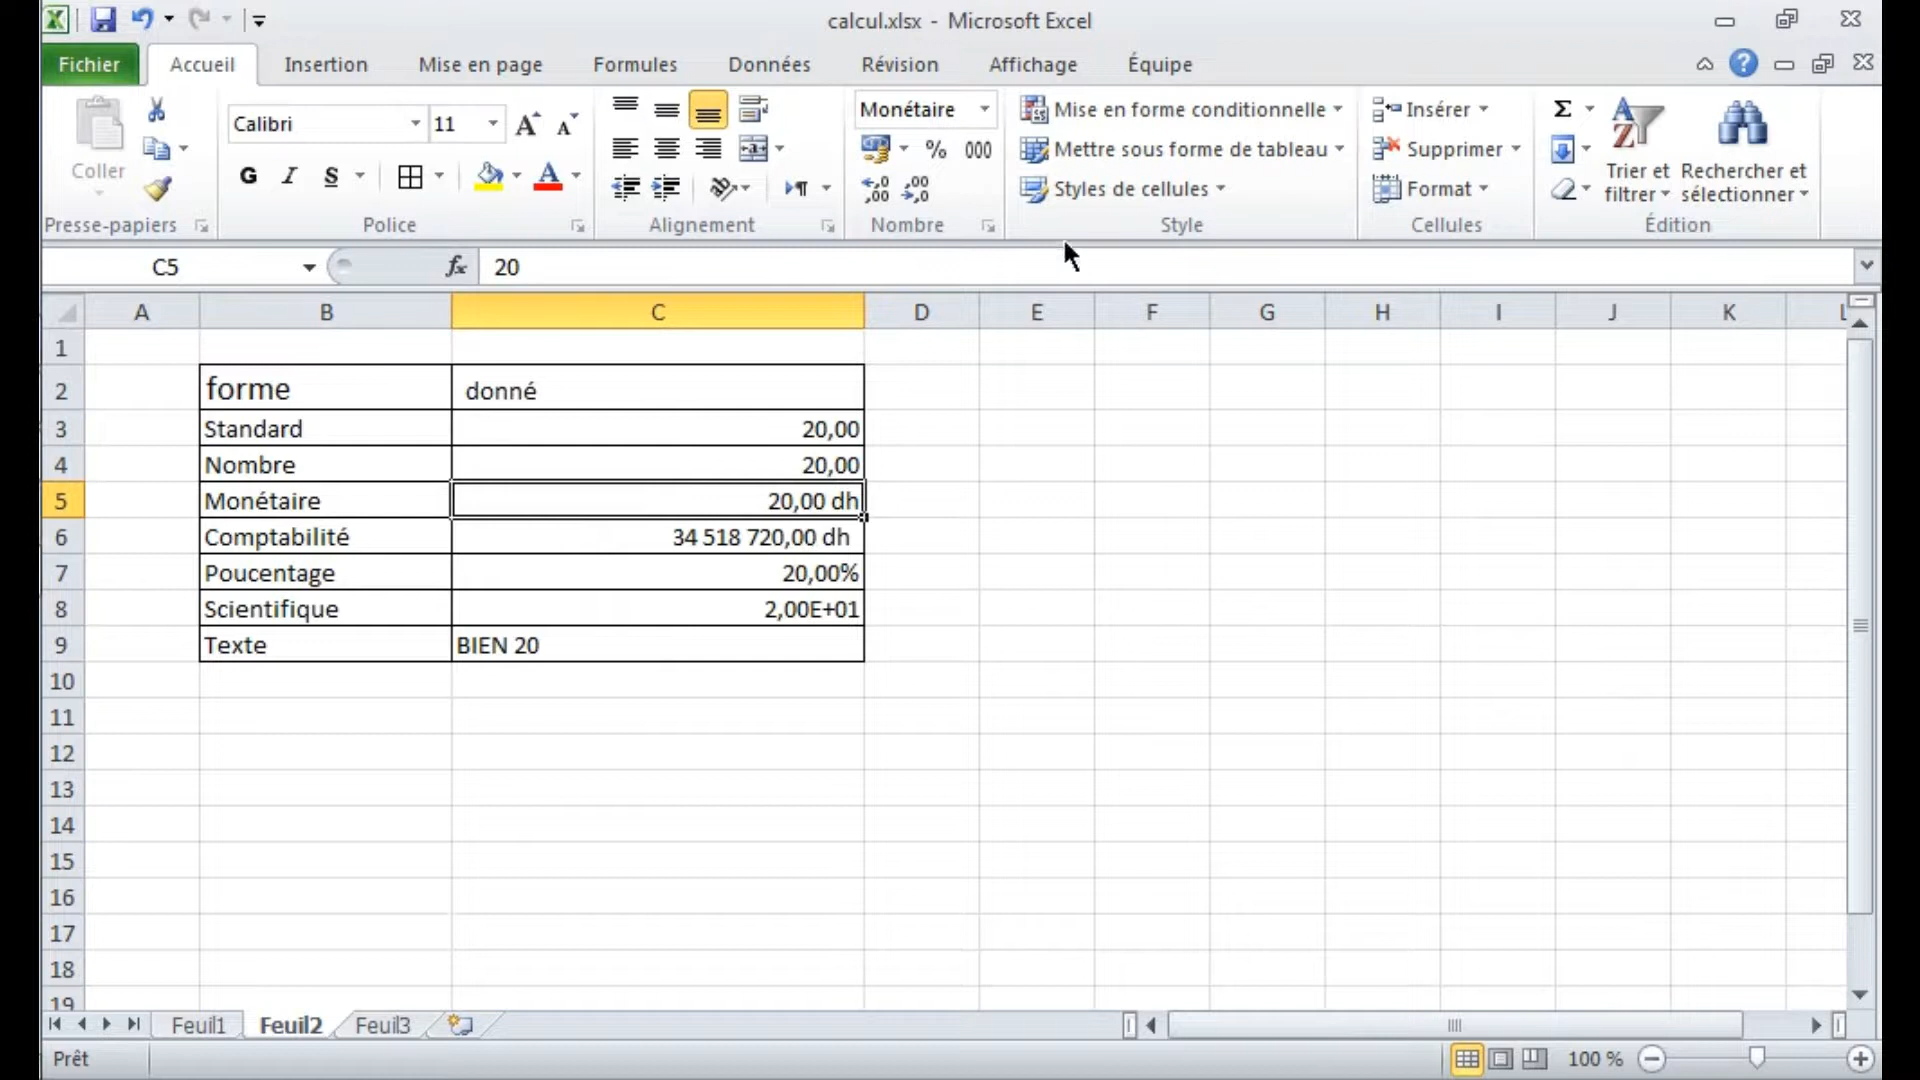 calcul.xlsx - Microsoft Excel
Fichier Accueil Insertion Mise en page Formules Données Révision Affichage Équipe
Coller
Presse-papiers
Calibri 11
G I S
Police
Alignement
Monétaire
% 000
Nombre
Mise en forme conditionnelle
Mettre sous forme de tableau
Styles de cellules
Style
Insérer
Supprimer
Format
Cellules
Σ
Trier et
filtrer
Rechercher et
sélectionner
Édition
C5 fx 20
A B C D E F G H I J K L
1
2 forme donné
3 Standard 20,00
4 Nombre 20,00
5 Monétaire 20,00 dh
6 Comptabilité 34 518 720,00 dh
7 Poucentage 20,00%
8 Scientifique 2,00E+01
9 Texte BIEN 20
10
11
12
13
14
15
16
17
18
19
Feuil1 Feuil2 Feuil3
Prêt 100 %